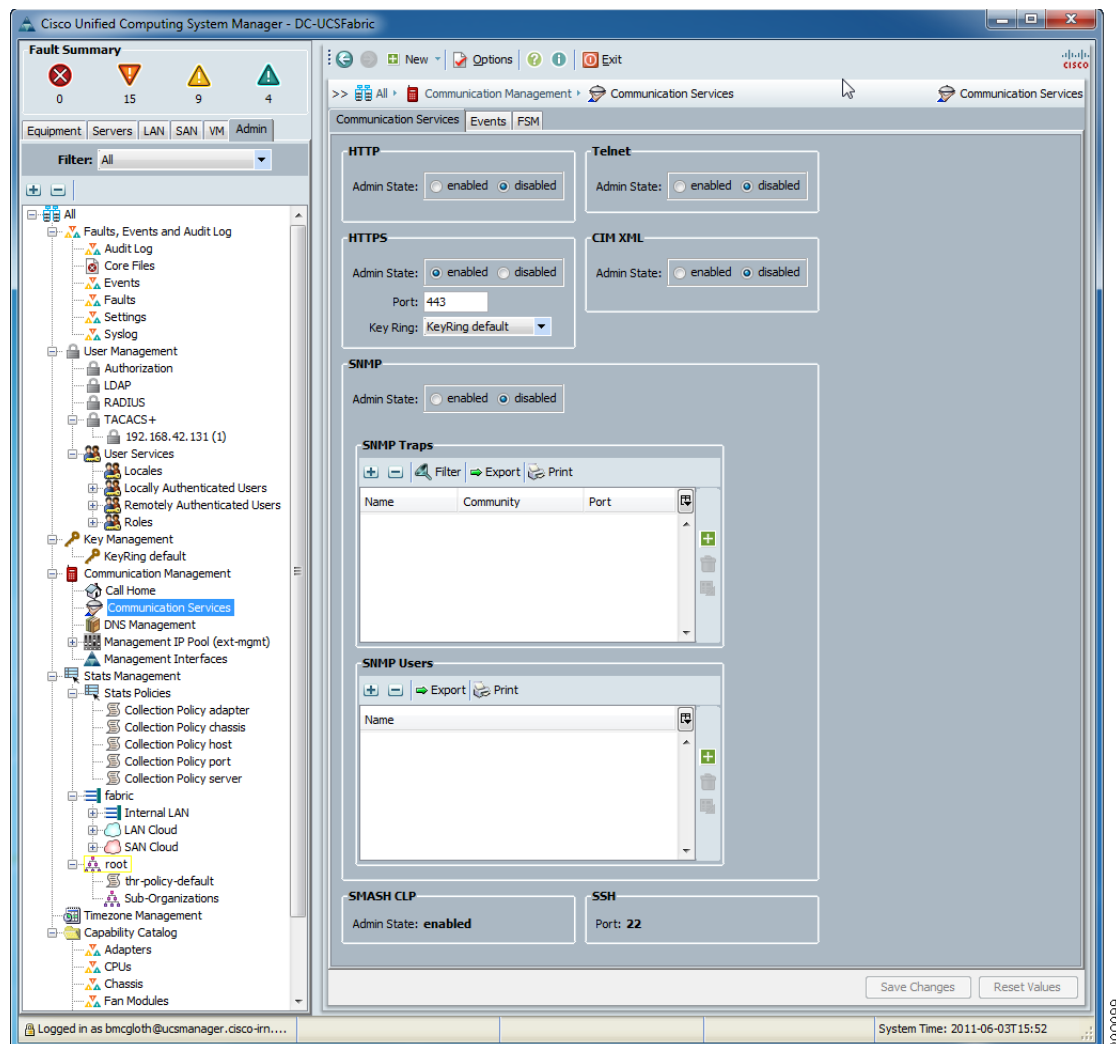 Cisco Unified Computing System Manager - DC-UCSFabric
Fault Summary
0 15 9 4
Equipment Servers LAN SAN VM Admin
Filter: All
All
Faults, Events and Audit Log
Audit Log
Core Files
Events
Faults
Settings
Syslog
User Management
Authorization
LDAP
RADIUS
TACACS+
192.168.42.131 (1)
User Services
Locales
Locally Authenticated Users
Remotely Authenticated Users
Roles
Key Management
KeyRing default
Communication Management
Call Home
Communication Services
DNS Management
Management IP Pool (ext-mgmt)
Management Interfaces
Stats Management
Stats Policies
Collection Policy adapter
Collection Policy chassis
Collection Policy host
Collection Policy port
Collection Policy server
fabric
Internal LAN
LAN Cloud
SAN Cloud
root
thr-policy-default
Sub-Organizations
Timezone Management
Capability Catalog
Adapters
CPUs
Chassis
Fan Modules
New Options Exit
CISCO
>> All Communication Management Communication Services Communication Services
Communication Services Events FSM
HTTP
Admin State: enabled disabled
Telnet
Admin State: enabled disabled
HTTPS
Admin State: enabled disabled
Port: 443
Key Ring: KeyRing default
CIM XML
Admin State: enabled disabled
SNMP
Admin State: enabled disabled
SNMP Traps
Filter Export Print
Name Community Port
SNMP Users
Export Print
Name
SMASH CLP
Admin State: enabled
SSH
Port: 22
Save Changes Reset Values
Logged in as bmcgloth@ucsmanager.cisco-irn....
System Time: 2011-06-03T15:52